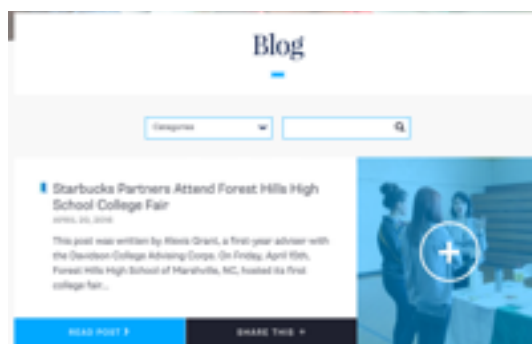 Blog
Categories
Starbucks Partners Attend Forest Hills High
School College Fair
APRIL 20, 2016
This post was written by Alexis Grant, a first-year adviser with
the Davidson College Advising Corps. On Friday, April 15th,
Forest Hills High School of Marshville, NC, hosted its first
college fair...
READ POST
SHARE THIS +